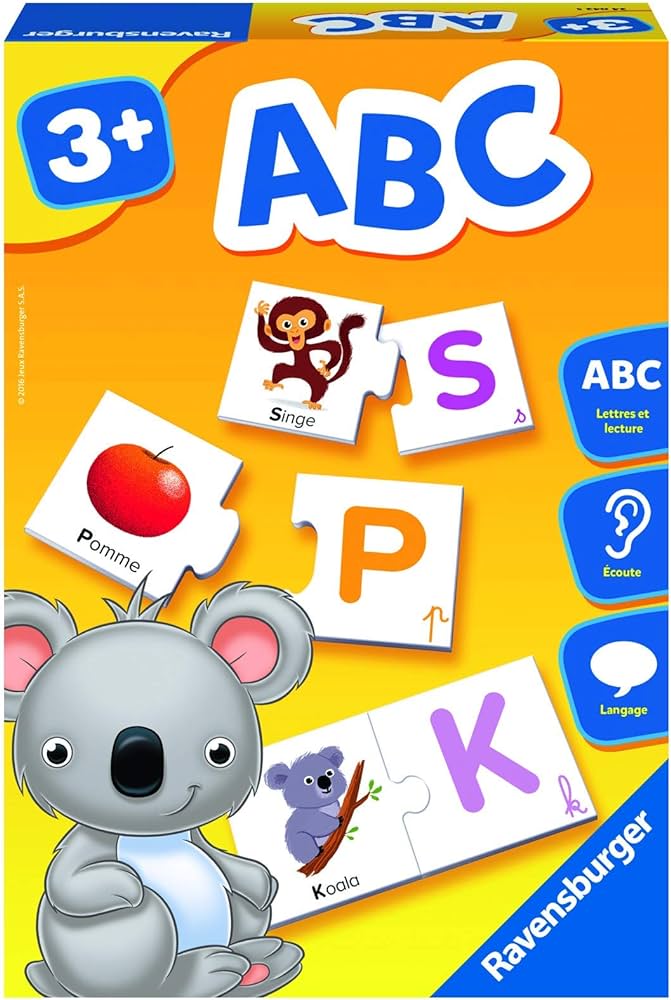 Ravensburger
ABC
3+
3+
ABC
© 2016 Jeux Ravensburger S.A.S.
Singe
S
s
ABC
Lettres et
lecture
Pomme
P
p
Écoute
Langage
Koala
K
k
Ravensburger